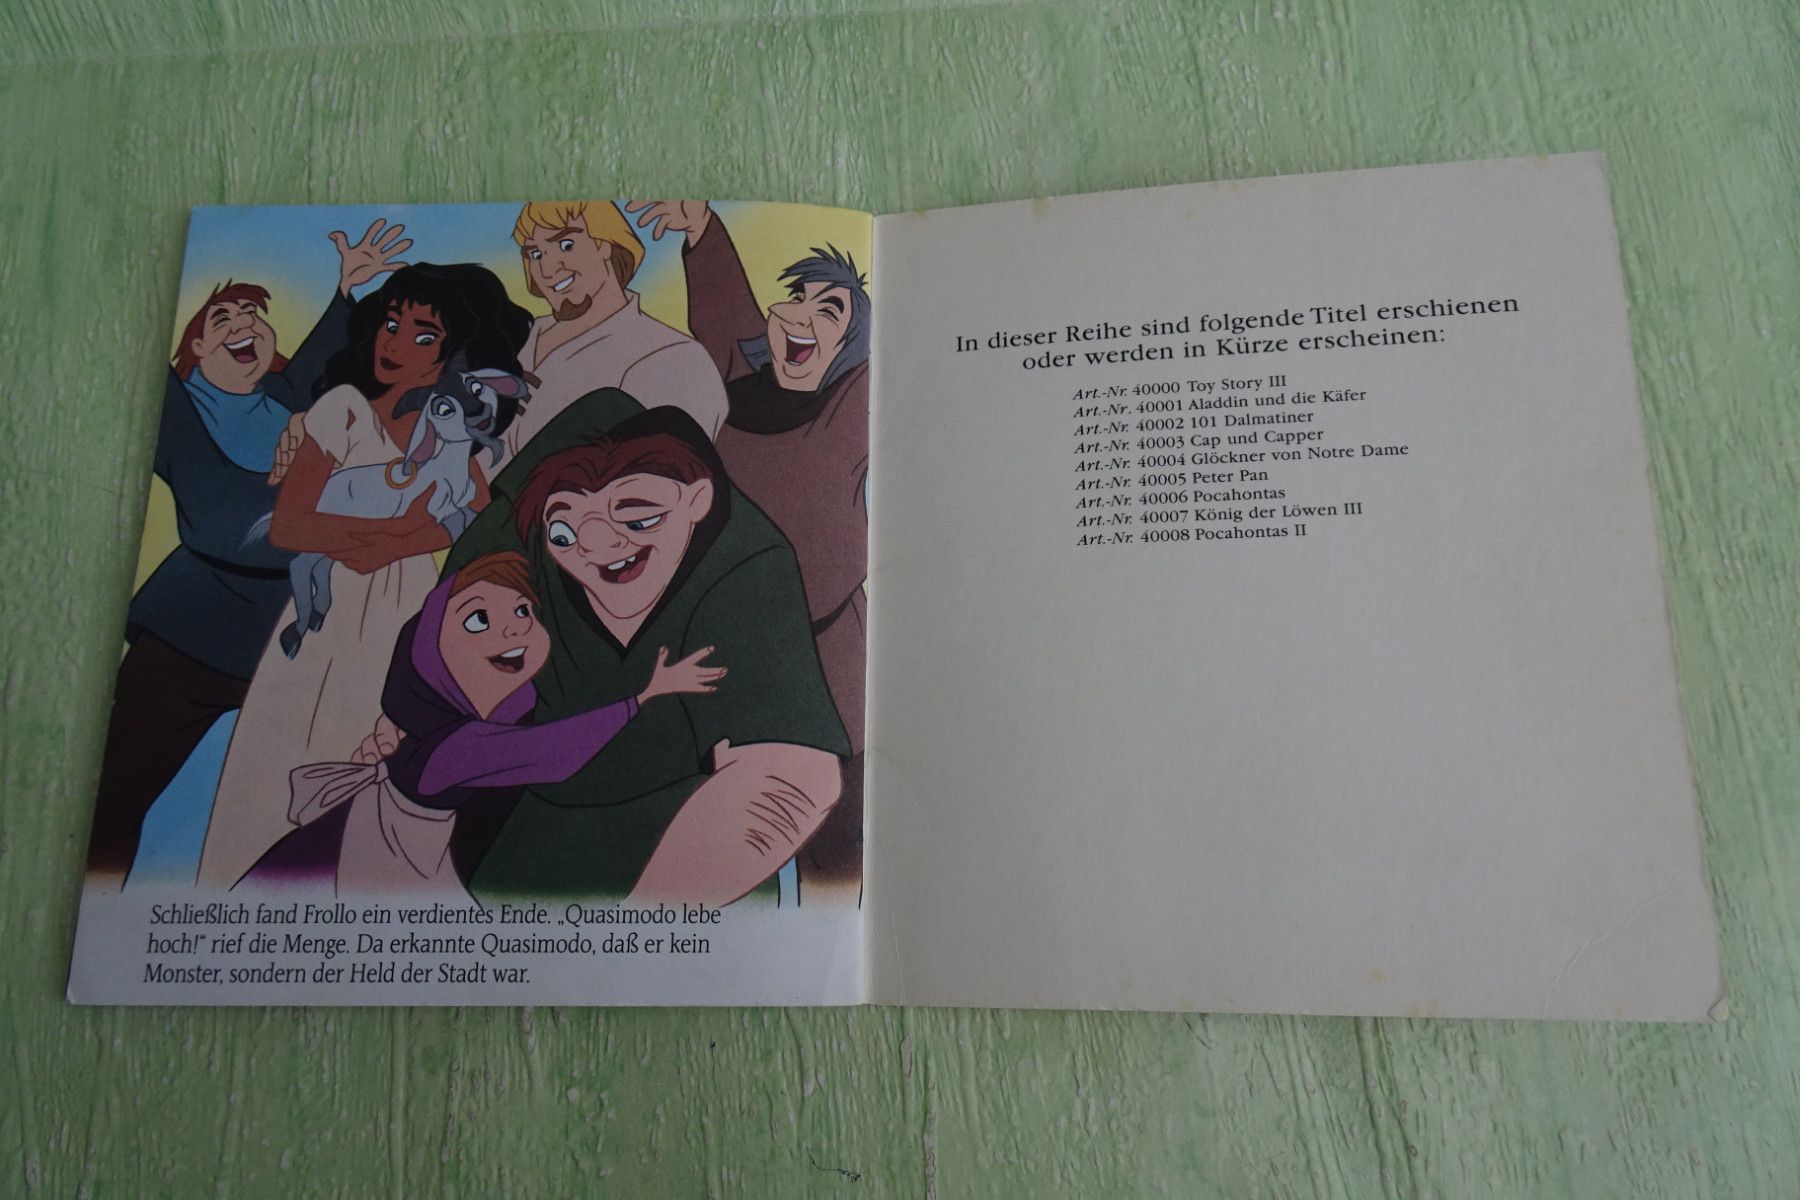 Schließlich fand Frollo ein verdientes Ende. „Quasimodo lebe
hoch!“ rief die Menge. Da erkannte Quasimodo, daß er kein
Monster, sondern der Held der Stadt war.
In dieser Reihe sind folgende Titel erschienen
oder werden in Kürze erscheinen:
Art.-Nr. 40000 Toy Story III
Art.-Nr. 40001 Aladdin und die Käfer
Art.-Nr. 40002 101 Dalmatiner
Art.-Nr. 40003 Cap und Capper
Art.-Nr. 40004 Glöckner von Notre Dame
Art.-Nr. 40005 Peter Pan
Art.-Nr. 40006 Pocahontas
Art.-Nr. 40007 König der Löwen III
Art.-Nr. 40008 Pocahontas II